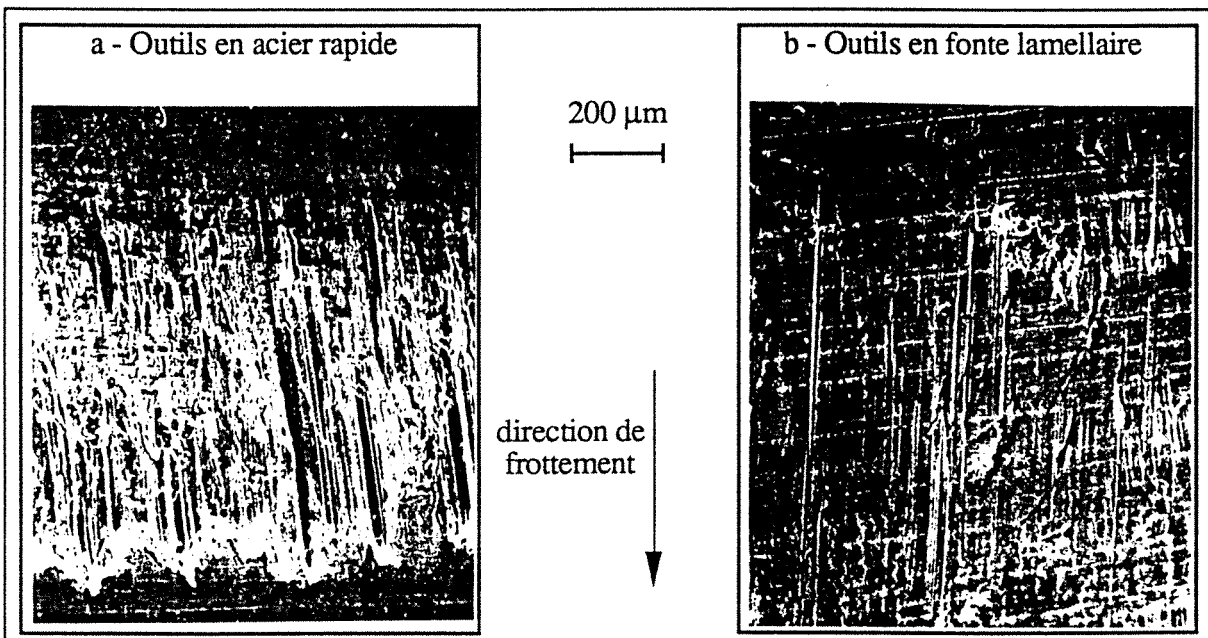 a - Outils en acier rapide
b - Outils en fonte lamellaire
200 µm
direction de
frottement